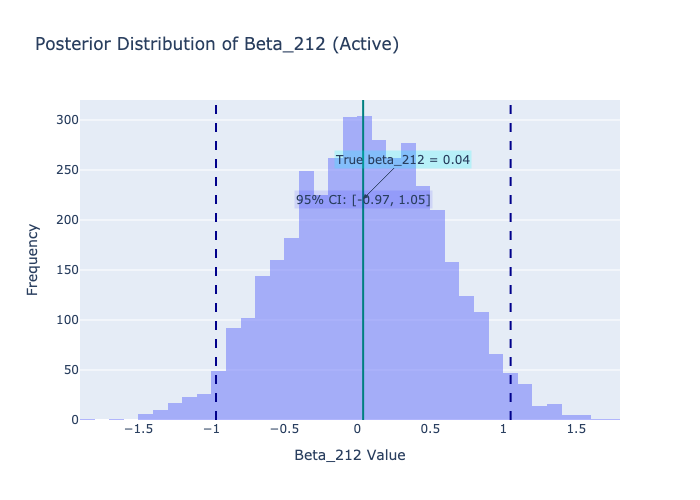 Posterior Distribution of Beta_212 (Active)
300
250
200
150
100
50
0
Frequency
True beta_212 = 0.04
95% CI: [-0.97, 1.05]
−1.5
−1
−0.5
0
0.5
1
1.5
Beta_212 Value